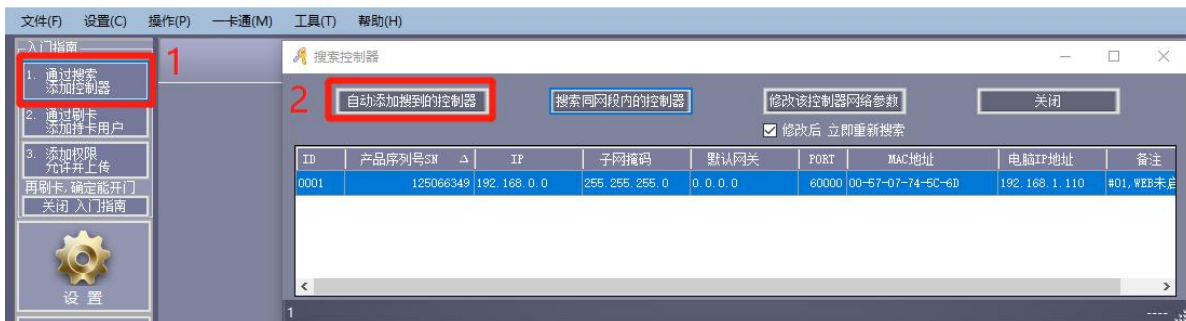 文件(F) 设置(C) 操作(P) 一卡通(M) 工具(T) 帮助(H)
入门指南
1. 通过搜索
添加控制器
1
2. 通过刷卡
添加持卡用户
3. 添加权限
允许并上传
再刷卡,确定能开门
关闭 入门指南
设 置
搜索控制器
2
自动添加搜到的控制器 搜索同网段内的控制器 修改该控制器网络参数 关闭
修改后 立即重新搜索
ID 产品序列号SN IP 子网掩码 默认网关 PORT MAC地址 电脑IP地址 备注
0001 125066349 192.168.0.0 255.255.255.0 0.0.0.0 60000 00-57-07-74-5C-6D 192.168.1.110 #01,WEB未启
1 ----